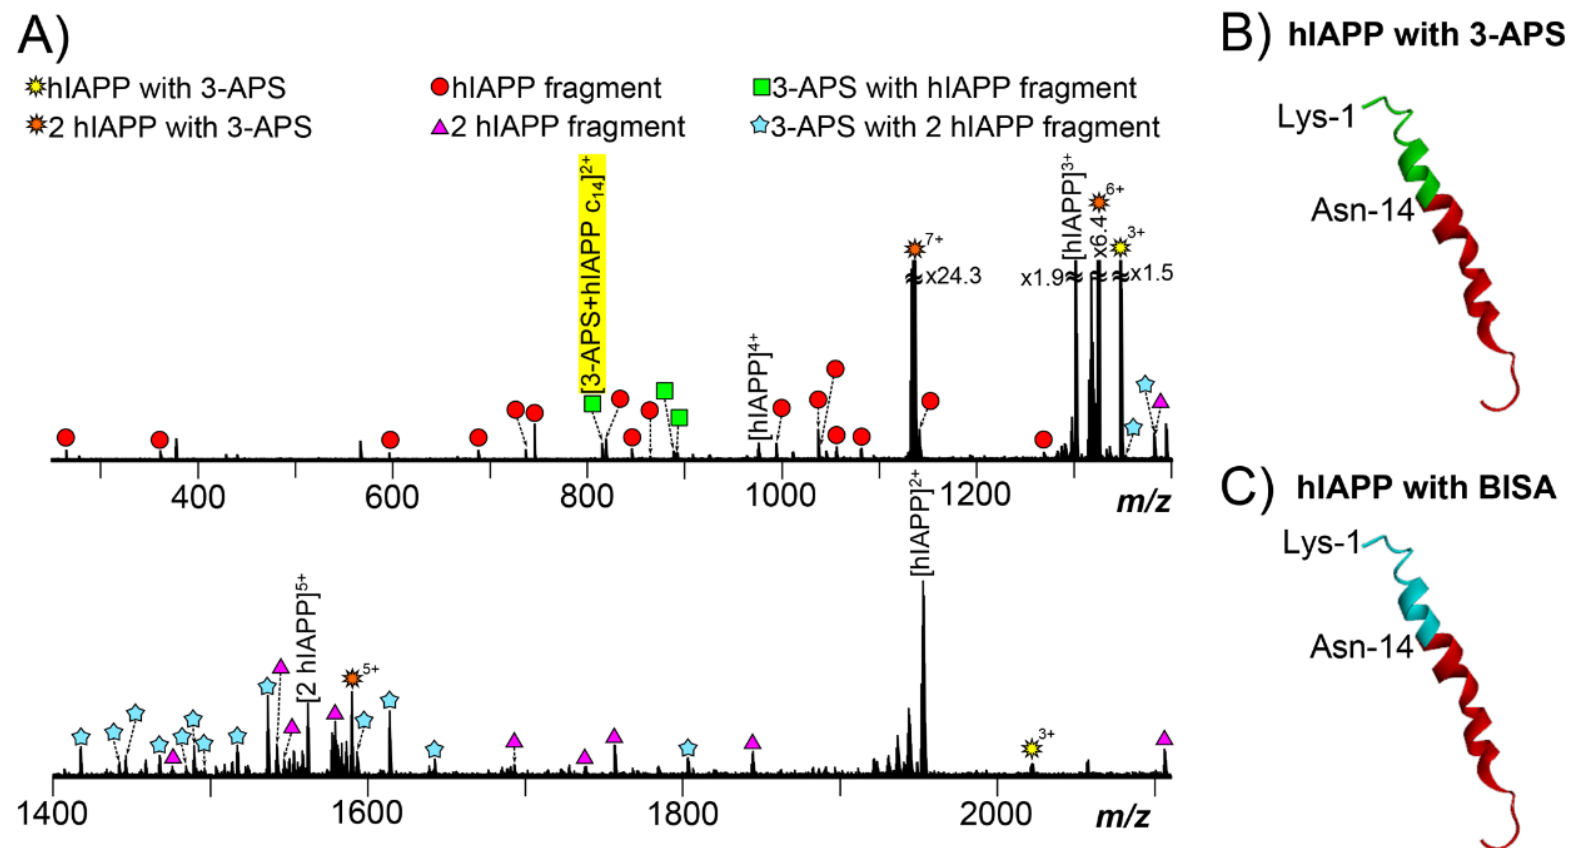 A)
hIAPP with 3-APS
hIAPP fragment
3-APS with hIAPP fragment
2 hIAPP with 3-APS
2 hIAPP fragment
3-APS with 2 hIAPP fragment
[3-APS+hIAPP c₁₄]²⁺
[hIAPP]⁴⁺
7+
x24.3
x1.9
[hIAPP]³⁺
6+
x6.4
3+
x1.5
400
600
800
1000
1200
m/z
[2 hIAPP]⁵⁺
5+
[hIAPP]²⁺
3+
1400
1600
1800
2000
m/z
B) hIAPP with 3-APS
Lys-1
Asn-14
C) hIAPP with BISA
Lys-1
Asn-14